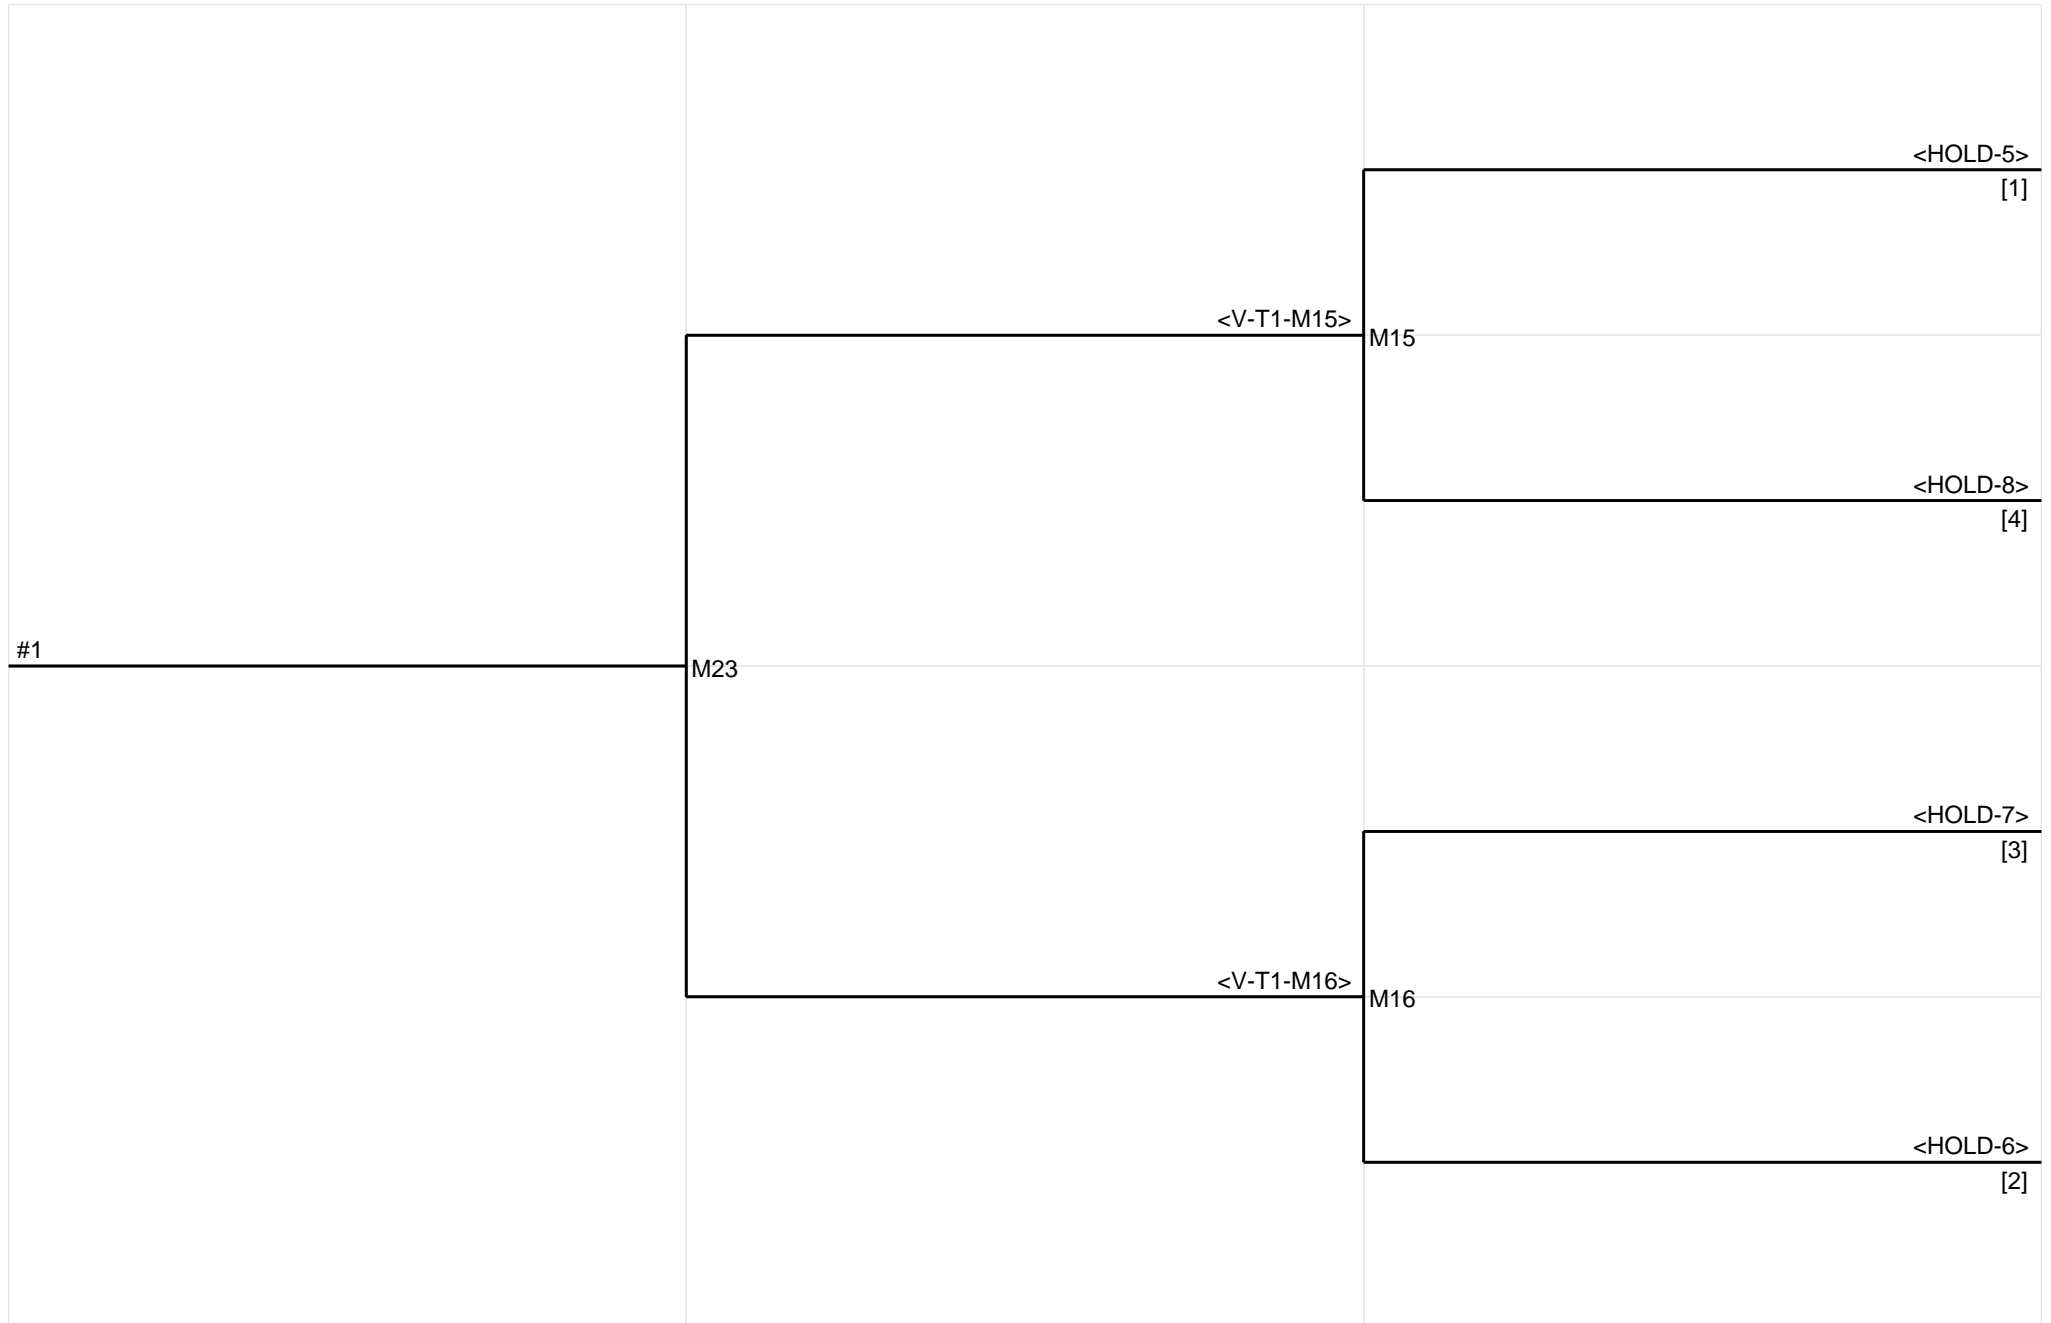 <HOLD-5>
[1]
<V-T1-M15>
M15
<HOLD-8>
[4]
#1
M23
<HOLD-7>
[3]
<V-T1-M16>
M16
<HOLD-6>
[2]